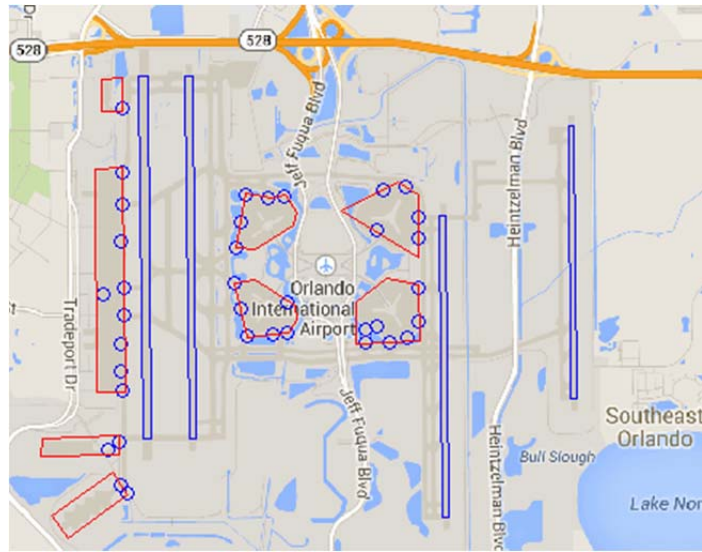 Dr
528
528
Jeff Fuqua Blvd
Heintzelman Blvd
Orlando
International
Airport
Tradeport Dr
Jeff Fuqua Blvd
Heintzelman Blvd
Southeast
Orlando
Bull Slough
Lake Nor